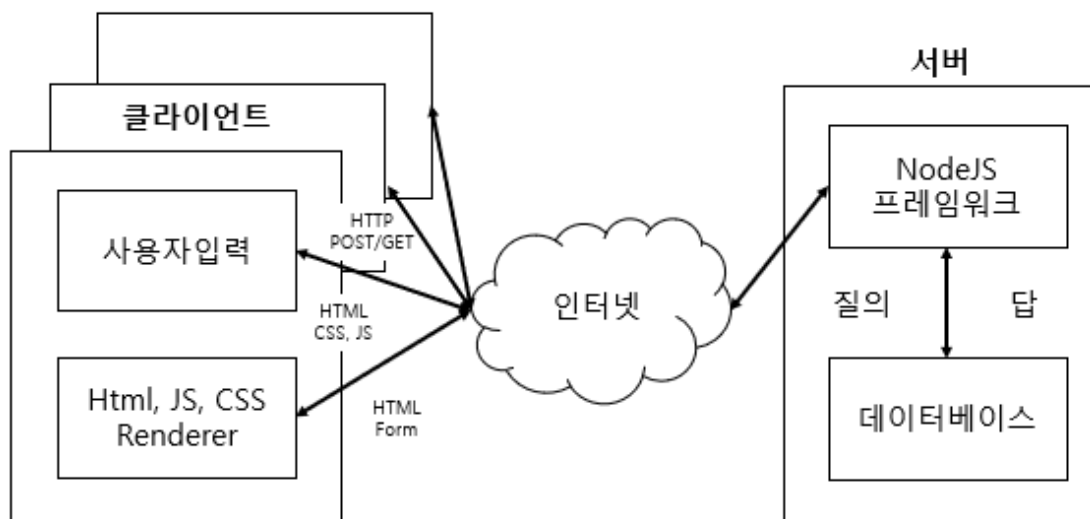 클라이언트
사용자입력
Html, JS, CSS
Renderer
HTTP
POST/GET
HTML
CSS, JS
HTML
Form
인터넷
서버
NodeJS
프레임워크
질의
답
데이터베이스